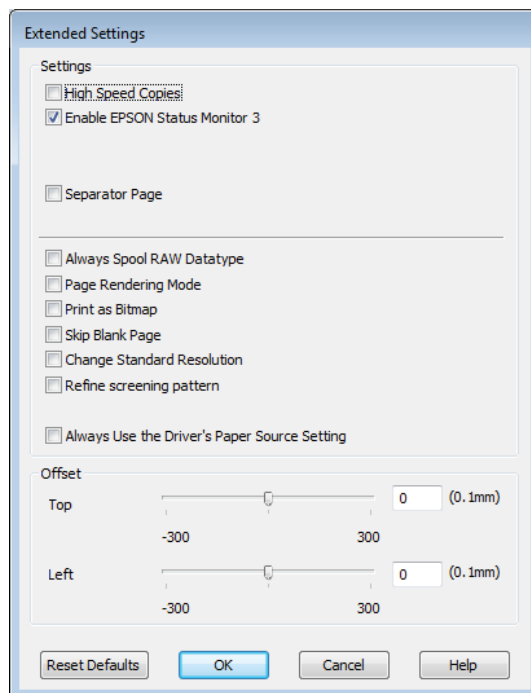 Extended Settings
Settings
High Speed Copies
Enable EPSON Status Monitor 3
Separator Page
Always Spool RAW Datatype
Page Rendering Mode
Print as Bitmap
Skip Blank Page
Change Standard Resolution
Refine screening pattern
Always Use the Driver's Paper Source Setting
Offset
Top 0 (0.1mm)
-300 300
Left 0 (0.1mm)
-300 300
Reset Defaults OK Cancel Help